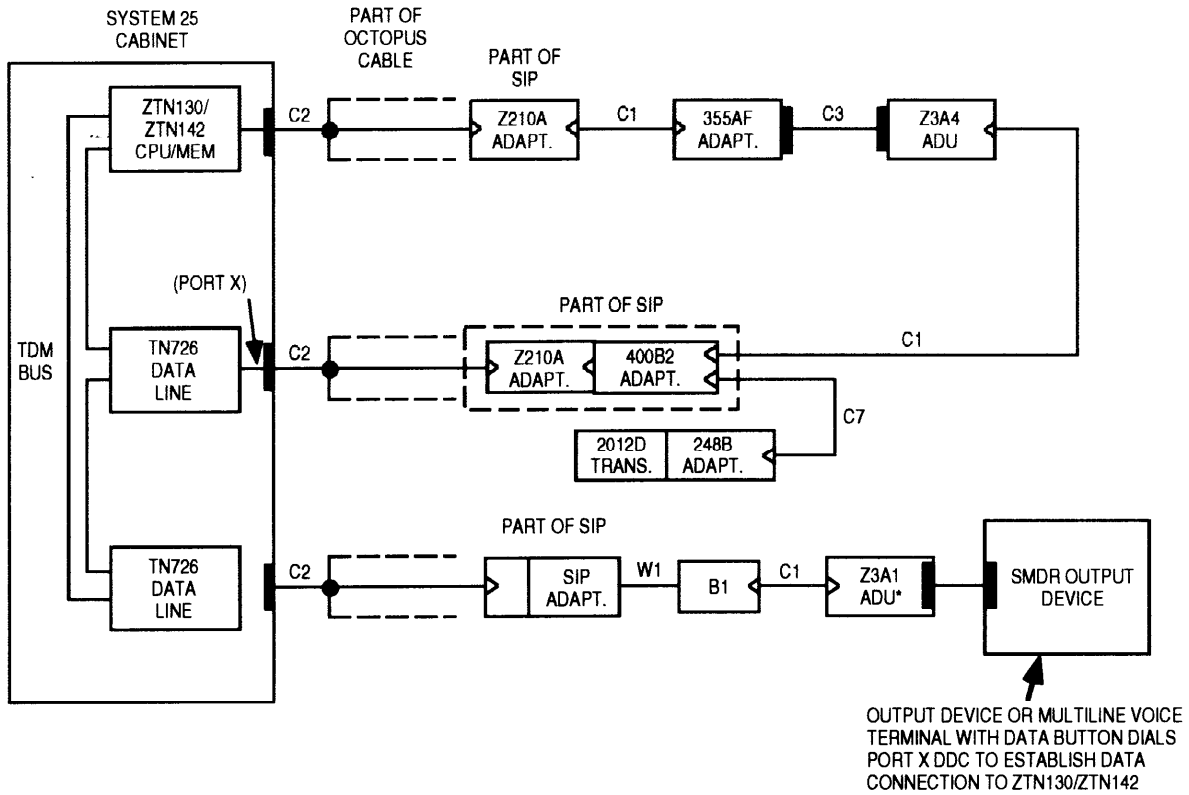 SYSTEM 25
CABINET
PART OF
OCTOPUS
CABLE
PART OF
SIP
ZTN130/
ZTN142
CPU/MEM
C2
Z210A
ADAPT.
C1
355AF
ADAPT.
C3
Z3A4
ADU
(PORT X)
PART OF SIP
TDM
BUS
TN726
DATA
LINE
C2
Z210A
ADAPT.
400B2
ADAPT.
C1
C7
2012D
TRANS.
248B
ADAPT.
PART OF SIP
TN726
DATA
LINE
C2
SIP
ADAPT.
W1
B1
C1
Z3A1
ADU*
SMDR OUTPUT
DEVICE
OUTPUT DEVICE OR MULTILINE VOICE
TERMINAL WITH DATA BUTTON DIALS
PORT X DDC TO ESTABLISH DATA
CONNECTION TO ZTN130/ZTN142